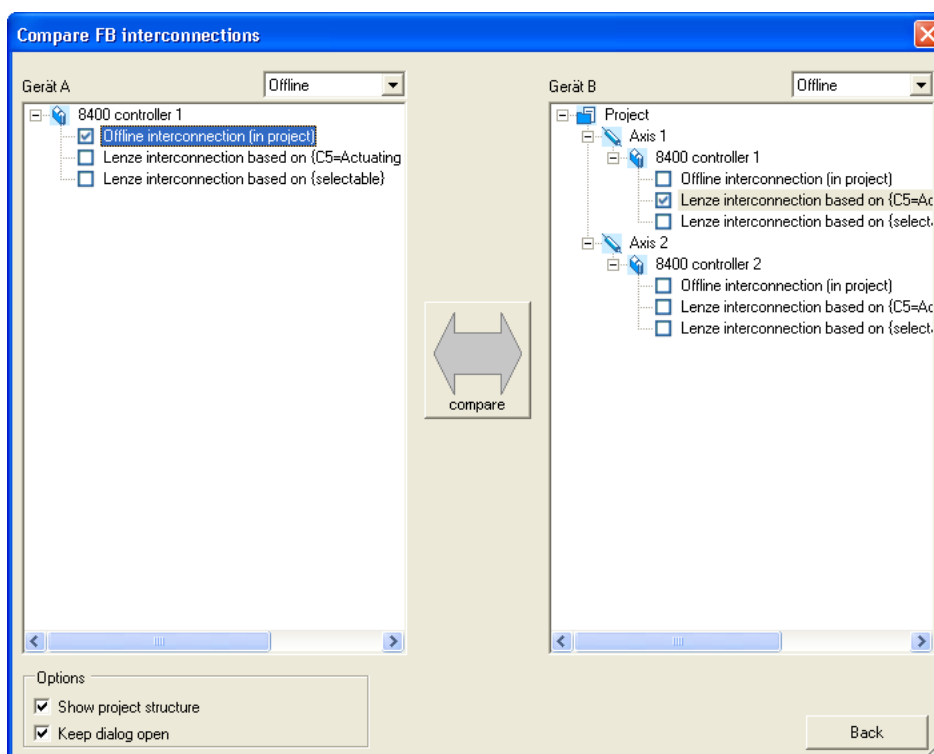 Compare FB interconnections
Gerät A
Offline
8400 controller 1
Offline interconnection (in project)
Lenze interconnection based on {C5=Actuating
Lenze interconnection based on {selectable}
compare
Gerät B
Offline
Project
Axis 1
8400 controller 1
Offline interconnection (in project)
Lenze interconnection based on {C5=Ac
Lenze interconnection based on {select
Axis 2
8400 controller 2
Offline interconnection (in project)
Lenze interconnection based on {C5=Ac
Lenze interconnection based on {select
Options
Show project structure
Keep dialog open
Back